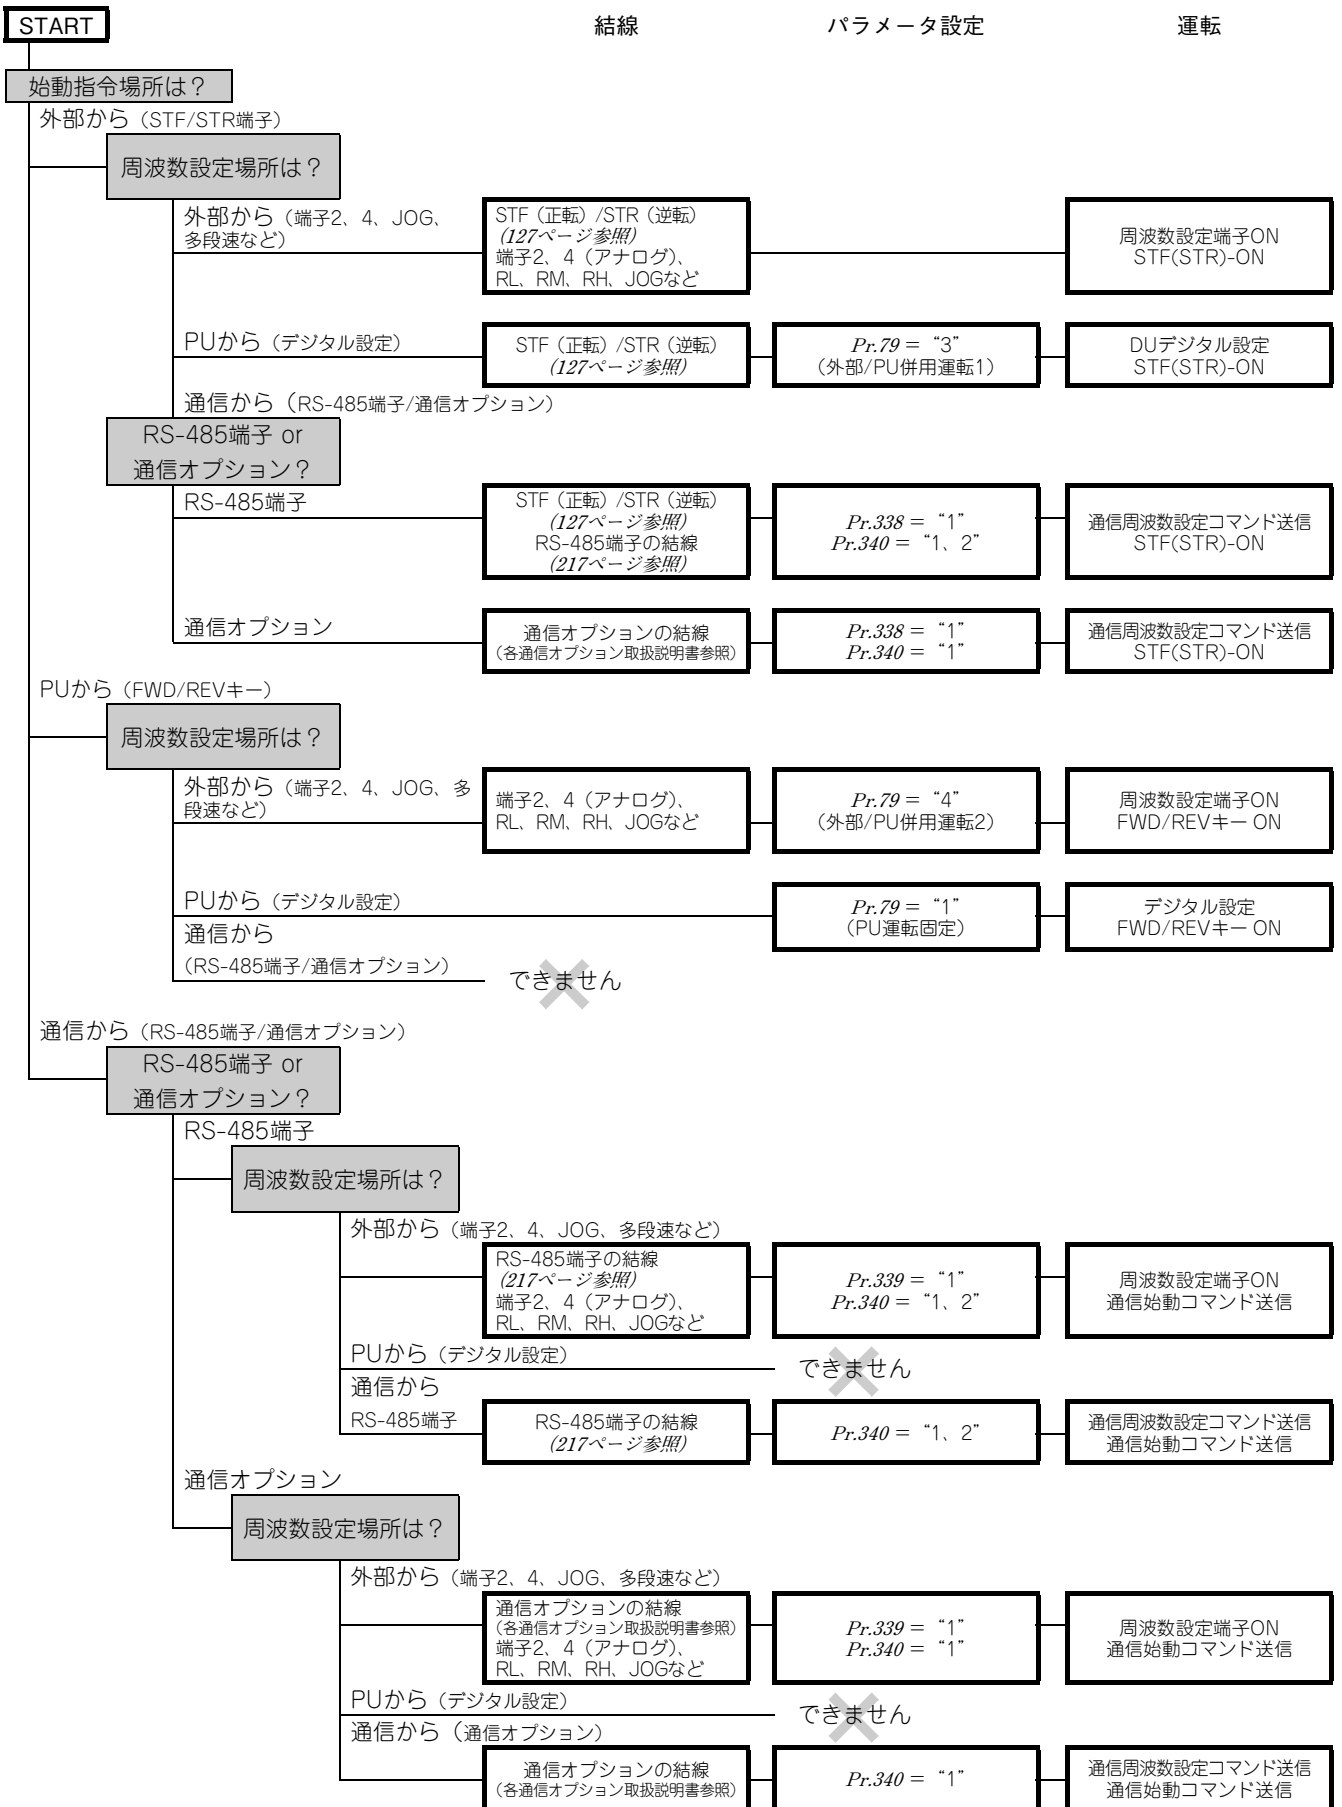 START
結線
パラメータ設定
運転
始動指令場所は？
外部から（STF/STR端子）
周波数設定場所は？
外部から（端子2、4、JOG、
多段速など）
STF（正転）/STR（逆転）
(127ページ参照)
端子2、4（アナログ）、
RL、RM、RH、JOGなど
周波数設定端子ON
STF(STR)-ON
PUから（デジタル設定）
STF（正転）/STR（逆転）
(127ページ参照)
Pr.79＝“3”
（外部/PU併用運転1）
DUデジタル設定
STF(STR)-ON
通信から（RS-485端子/通信オプション）
RS-485端子 or
通信オプション？
RS-485端子
STF（正転）/STR（逆転）
(127ページ参照)
RS-485端子の結線
(217ページ参照)
Pr.338＝“1”
Pr.340＝“1、2”
通信周波数設定コマンド送信
STF(STR)-ON
通信オプション
通信オプションの結線
（各通信オプション取扱説明書参照）
Pr.338＝“1”
Pr.340＝“1”
通信周波数設定コマンド送信
STF(STR)-ON
PUから（FWD/REVキー）
周波数設定場所は？
外部から（端子2、4、JOG、多
段速など）
端子2、4（アナログ）、
RL、RM、RH、JOGなど
Pr.79＝“4”
（外部/PU併用運転2）
周波数設定端子ON
FWD/REVキー ON
PUから（デジタル設定）
Pr.79＝“1”
（PU運転固定）
デジタル設定
FWD/REVキー ON
通信から
（RS-485端子/通信オプション）
できません
通信から（RS-485端子/通信オプション）
RS-485端子 or
通信オプション？
RS-485端子
周波数設定場所は？
外部から（端子2、4、JOG、多段速など）
RS-485端子の結線
(217ページ参照)
端子2、4（アナログ）、
RL、RM、RH、JOGなど
Pr.339＝“1”
Pr.340＝“1、2”
周波数設定端子ON
通信始動コマンド送信
PUから（デジタル設定）
できません
通信から
RS-485端子
RS-485端子の結線
(217ページ参照)
Pr.340＝“1、2”
通信周波数設定コマンド送信
通信始動コマンド送信
通信オプション
周波数設定場所は？
外部から（端子2、4、JOG、多段速など）
通信オプションの結線
（各通信オプション取扱説明書参照）
端子2、4（アナログ）、
RL、RM、RH、JOGなど
Pr.339＝“1”
Pr.340＝“1”
周波数設定端子ON
通信始動コマンド送信
PUから（デジタル設定）
できません
通信から（通信オプション）
通信オプションの結線
（各通信オプション取扱説明書参照）
Pr.340＝“1”
通信周波数設定コマンド送信
通信始動コマンド送信